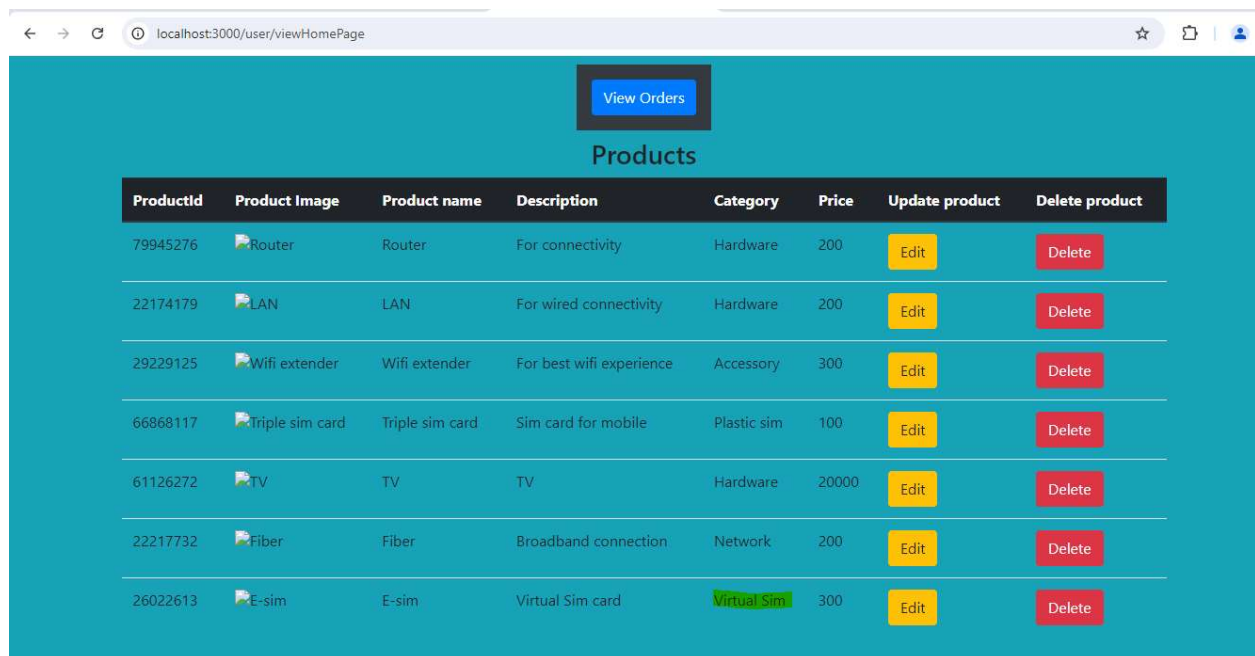 localhost:3000/user/viewHomePage
View Orders
Products
ProductId Product Image Product name Description Category Price Update product Delete product
79945276 Router Router For connectivity Hardware 200 Edit Delete
22174179 LAN LAN For wired connectivity Hardware 200 Edit Delete
29229125 Wifi extender Wifi extender For best wifi experience Accessory 300 Edit Delete
66868117 Triple sim card Triple sim card Sim card for mobile Plastic sim 100 Edit Delete
61126272 TV TV TV Hardware 20000 Edit Delete
22217732 Fiber Fiber Broadband connection Network 200 Edit Delete
26022613 E-sim E-sim Virtual Sim card Virtual Sim 300 Edit Delete